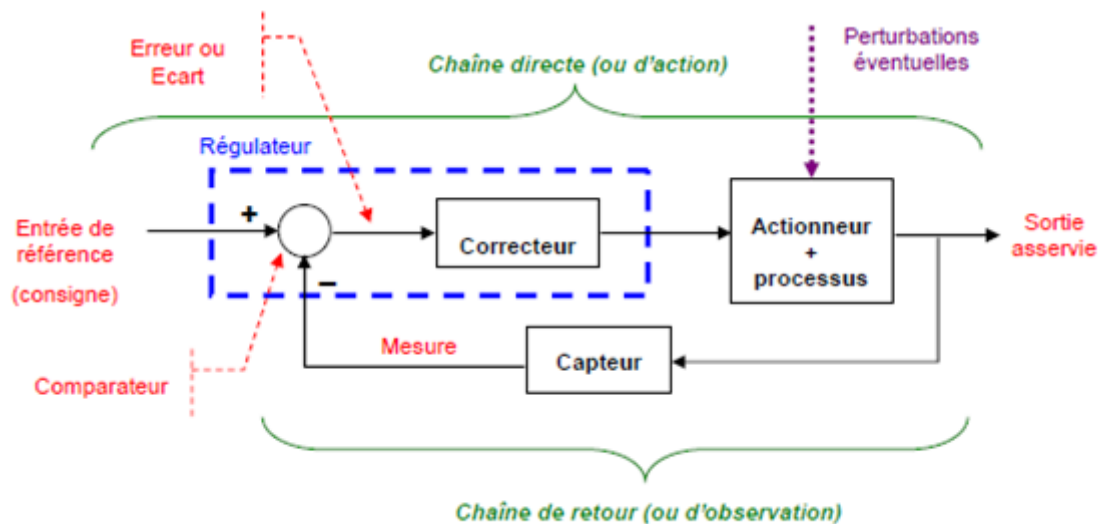 Erreur ou
Ecart
Chaîne directe (ou d'action)
Perturbations
éventuelles
Régulateur
+
Entrée de
référence
(consigne)
Correcteur
Actionneur
+
processus
Sortie
asservie
–
Mesure
Capteur
Comparateur
Chaîne de retour (ou d'observation)